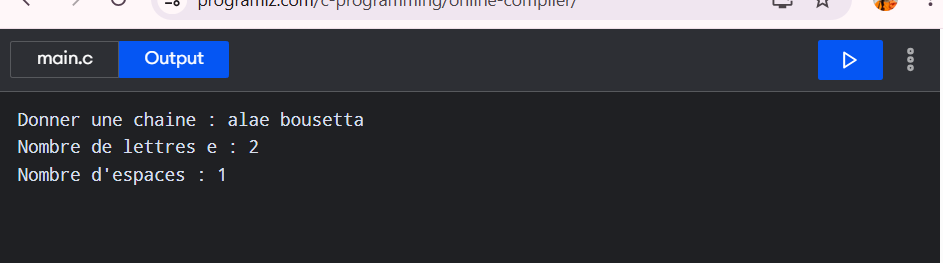 programiz.com/c-programming/online-compiler/
main.c
Output
Donner une chaine : alae bousetta
Nombre de lettres e : 2
Nombre d'espaces : 1